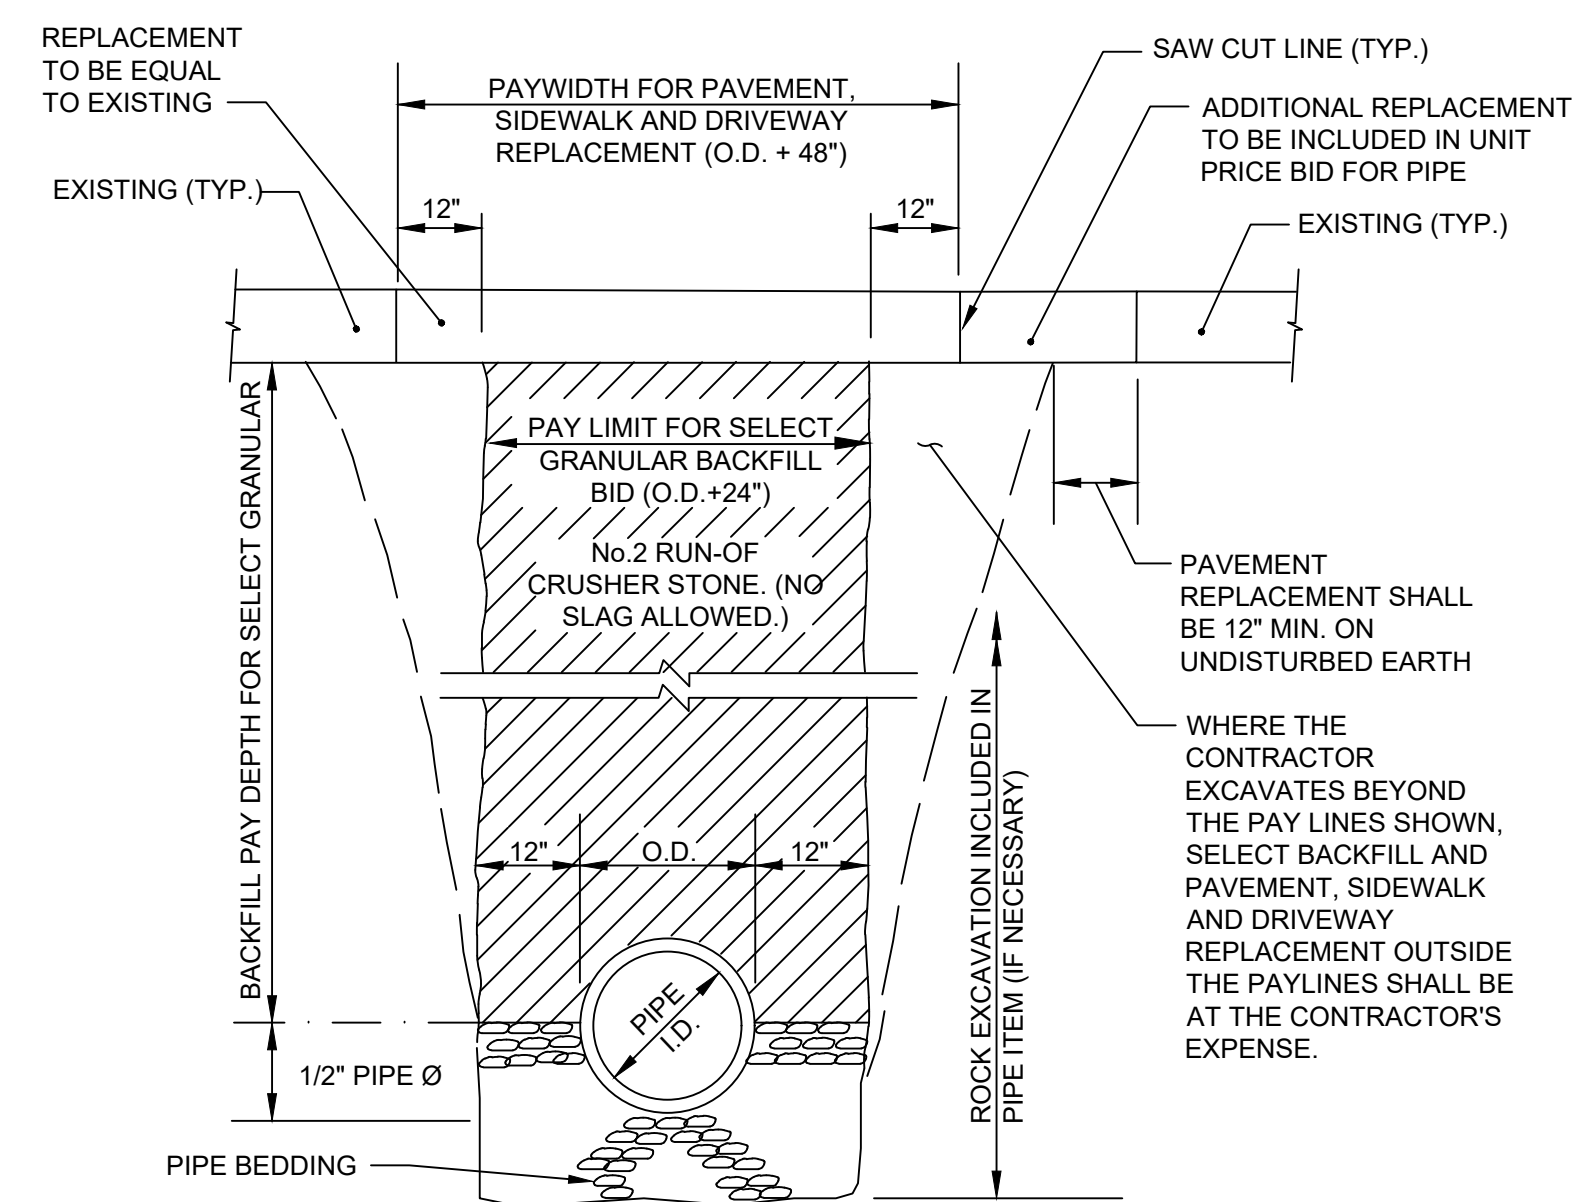 REPLACEMENT
TO BE EQUAL
TO EXISTING
EXISTING (TYP.)
PAYWIDTH FOR PAVEMENT,
SIDEWALK AND DRIVEWAY
REPLACEMENT (O.D. + 48")
12"
12"
SAW CUT LINE (TYP.)
ADDITIONAL REPLACEMENT
TO BE INCLUDED IN UNIT
PRICE BID FOR PIPE
EXISTING (TYP.)
BACKFILL PAY DEPTH FOR SELECT GRANULAR
PAY LIMIT FOR SELECT
GRANULAR BACKFILL
BID (O.D.+24")
No.2 RUN-OF
CRUSHER STONE. (NO
SLAG ALLOWED.)
PAVEMENT
REPLACEMENT SHALL
BE 12" MIN. ON
UNDISTURBED EARTH
WHERE THE
CONTRACTOR
EXCAVATES BEYOND
THE PAY LINES SHOWN,
SELECT BACKFILL AND
PAVEMENT, SIDEWALK
AND DRIVEWAY
REPLACEMENT OUTSIDE
THE PAYLINES SHALL BE
AT THE CONTRACTOR'S
EXPENSE.
ROCK EXCAVATION INCLUDED IN
PIPE ITEM (IF NECESSARY)
12"
O.D.
12"
PIPE
I.D.
1/2" PIPE Ø
PIPE BEDDING